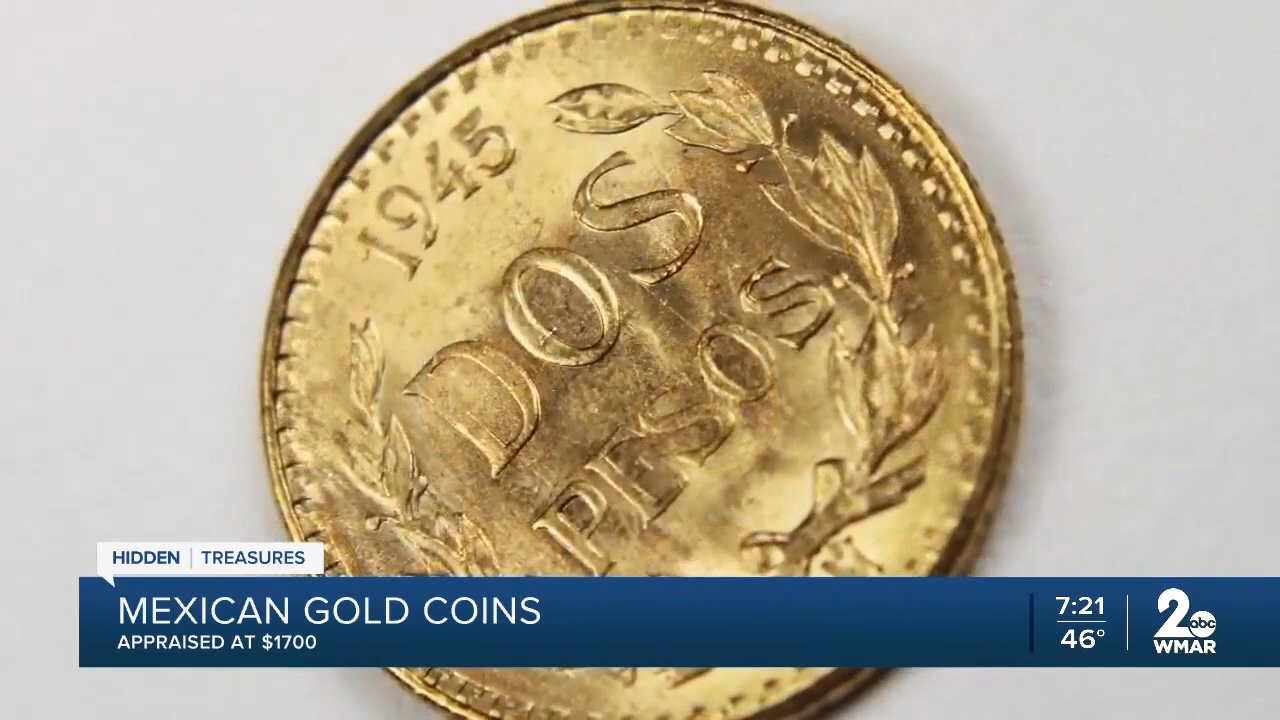 1945
DOS
PESOS
HIDDEN | TREASURES
MEXICAN GOLD COINS
APPRAISED AT $1700
7:21
46°
2 abc
WMAR